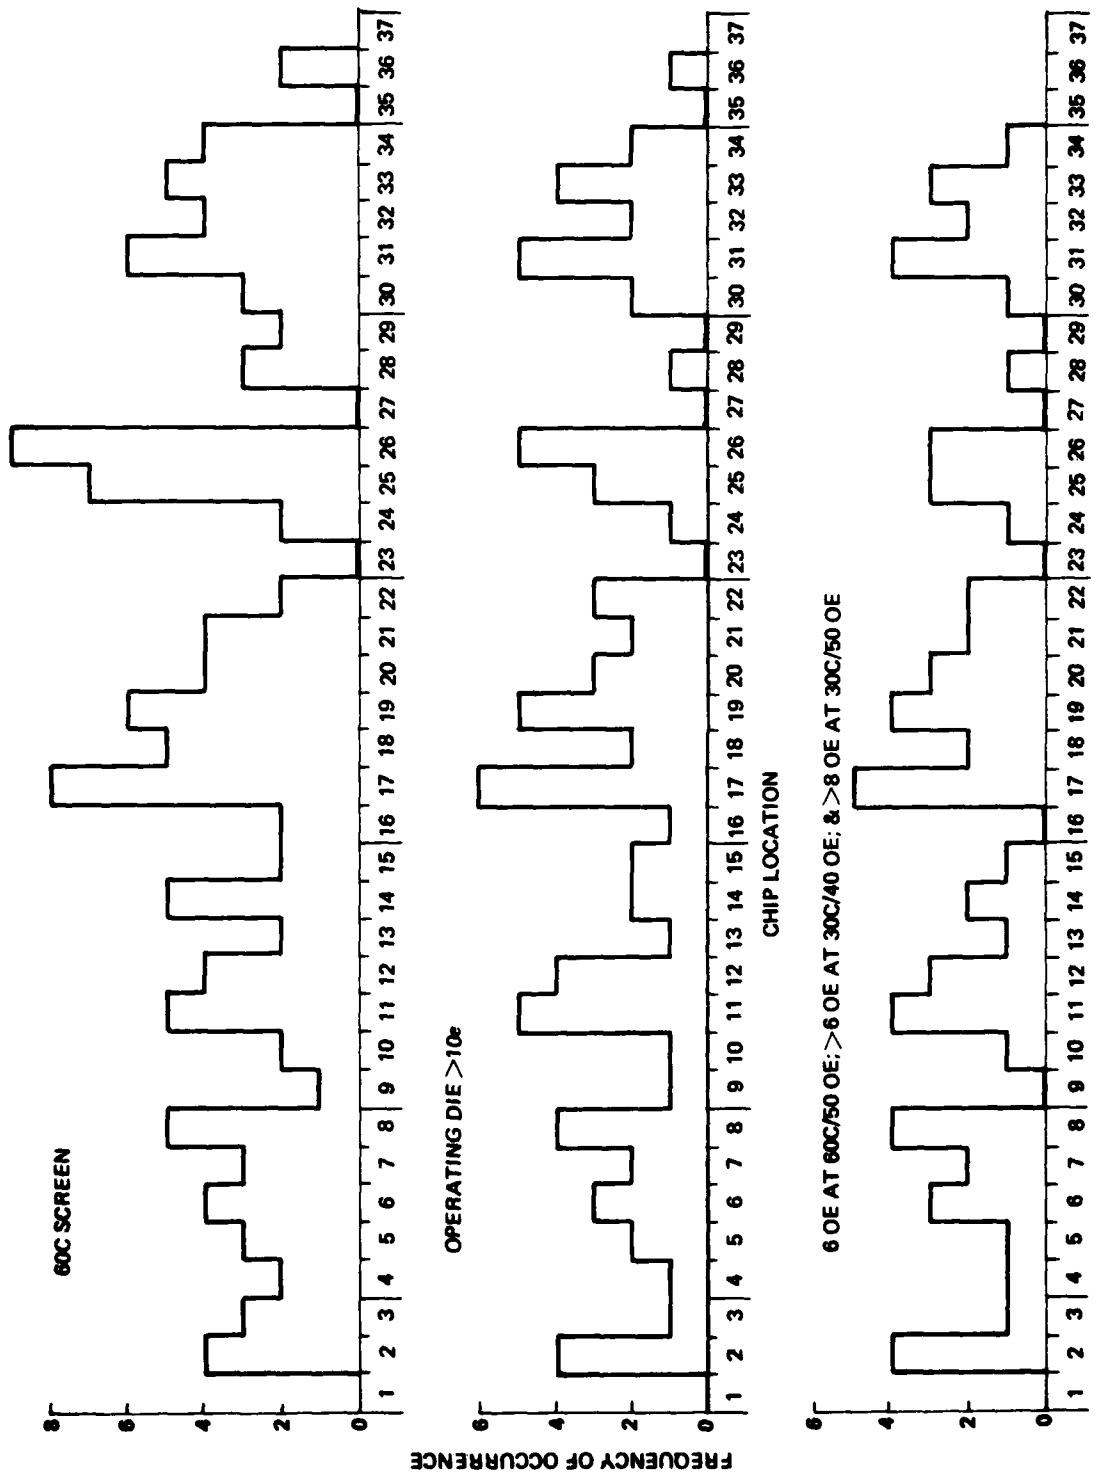 FREQUENCY OF OCCURRENCE
60C SCREEN
8
6
4
2
0
1 2 3 4 5 6 7 8 9 10 11 12 13 14 15 16 17 18 19 20 21 22 23 24 25 26 27 28 29 30 31 32 33 34 35 36 37
OPERATING DIE >10e
6
4
2
0
1 2 3 4 5 6 7 8 9 10 11 12 13 14 15 16 17 18 19 20 21 22 23 24 25 26 27 28 29 30 31 32 33 34 35 36 37
CHIP LOCATION
6 OE AT 60C/50 OE; >6 OE AT 30C/40 OE; & >8 OE AT 30C/50 OE
6
4
2
0
1 2 3 4 5 6 7 8 9 10 11 12 13 14 15 16 17 18 19 20 21 22 23 24 25 26 27 28 29 30 31 32 33 34 35 36 37